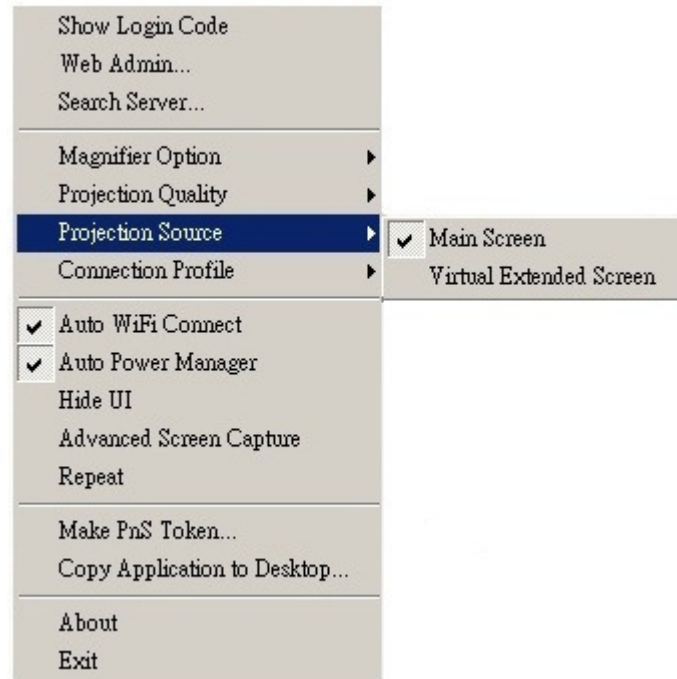 Show Login Code
Web Admin...
Search Server...
Magnifier Option
Projection Quality
Projection Source
Main Screen
Connection Profile
Virtual Extended Screen
Auto WiFi Connect
Auto Power Manager
Hide UI
Advanced Screen Capture
Repeat
Make PnS Token...
Copy Application to Desktop...
About
Exit